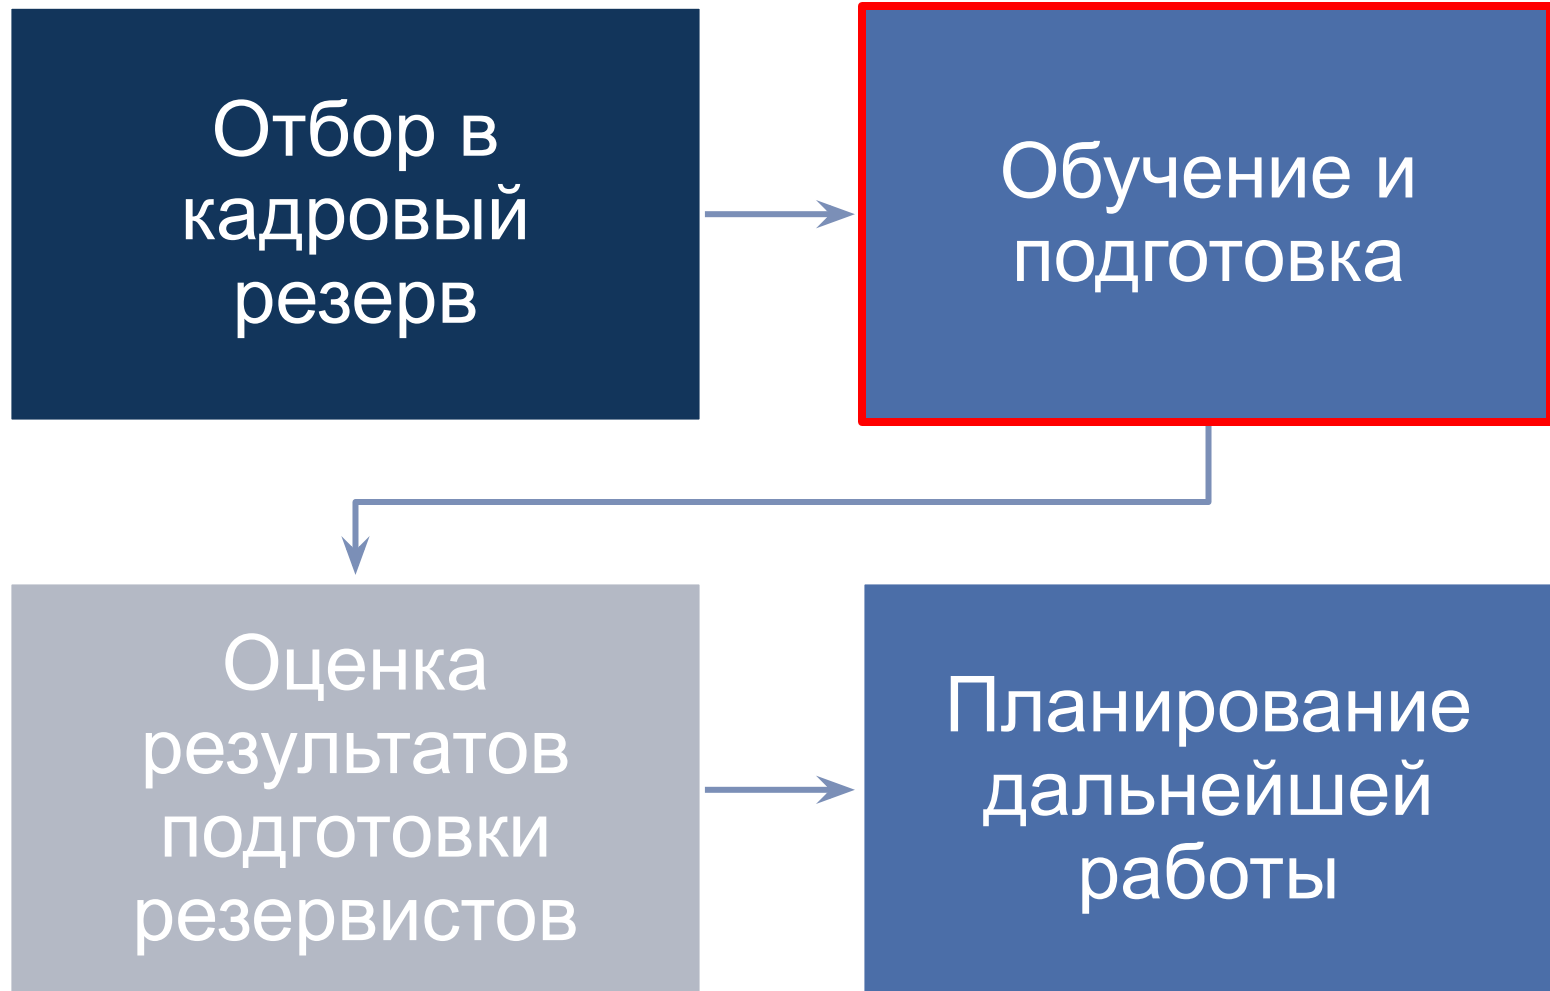 Отбор в
кадровый
резерв
Обучение и
подготовка
Оценка
результатов
подготовки
резервистов
Планирование
дальнейшей
работы